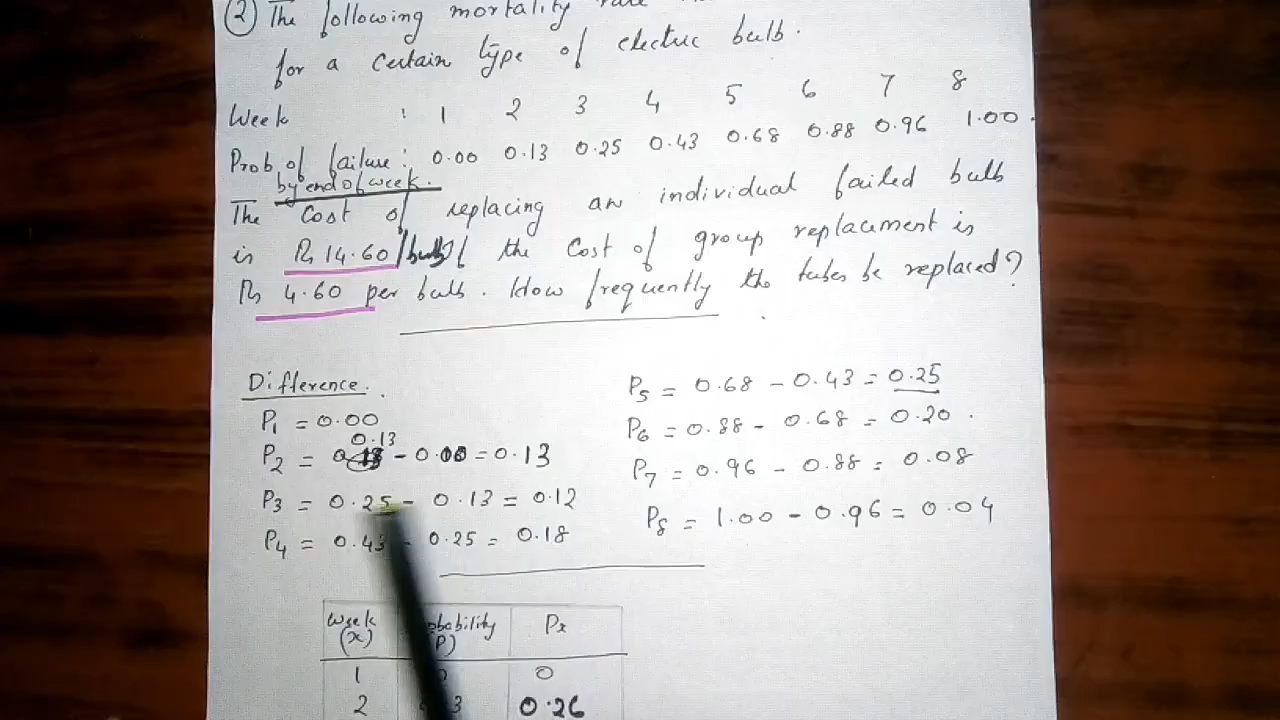 ② The following mortality rate
for a certain type of electric bulb.
Week : 1 2 3 4 5 6 7 8
Prob of failure: 0.00 0.13 0.25 0.43 0.68 0.88 0.96 1.00.
by end of week.
The cost of replacing an individual failed bulb
is Rs 14.60/bulb/ the cost of group replacement is
Rs 4.60 per bulb. How frequently the tubes be replaced?
Difference.
P1 = 0.00
0.13
P2 = - 0.00 = 0.13
P3 = 0.25 - 0.13 = 0.12
P4 = 0.43 - 0.25 = 0.18
P5 = 0.68 - 0.43 = 0.25
P6 = 0.88 - 0.68 = 0.20.
P7 = 0.96 - 0.88 = 0.08
P8 = 1.00 - 0.96 = 0.04
Week Px
(x)
1 0
2 0.26